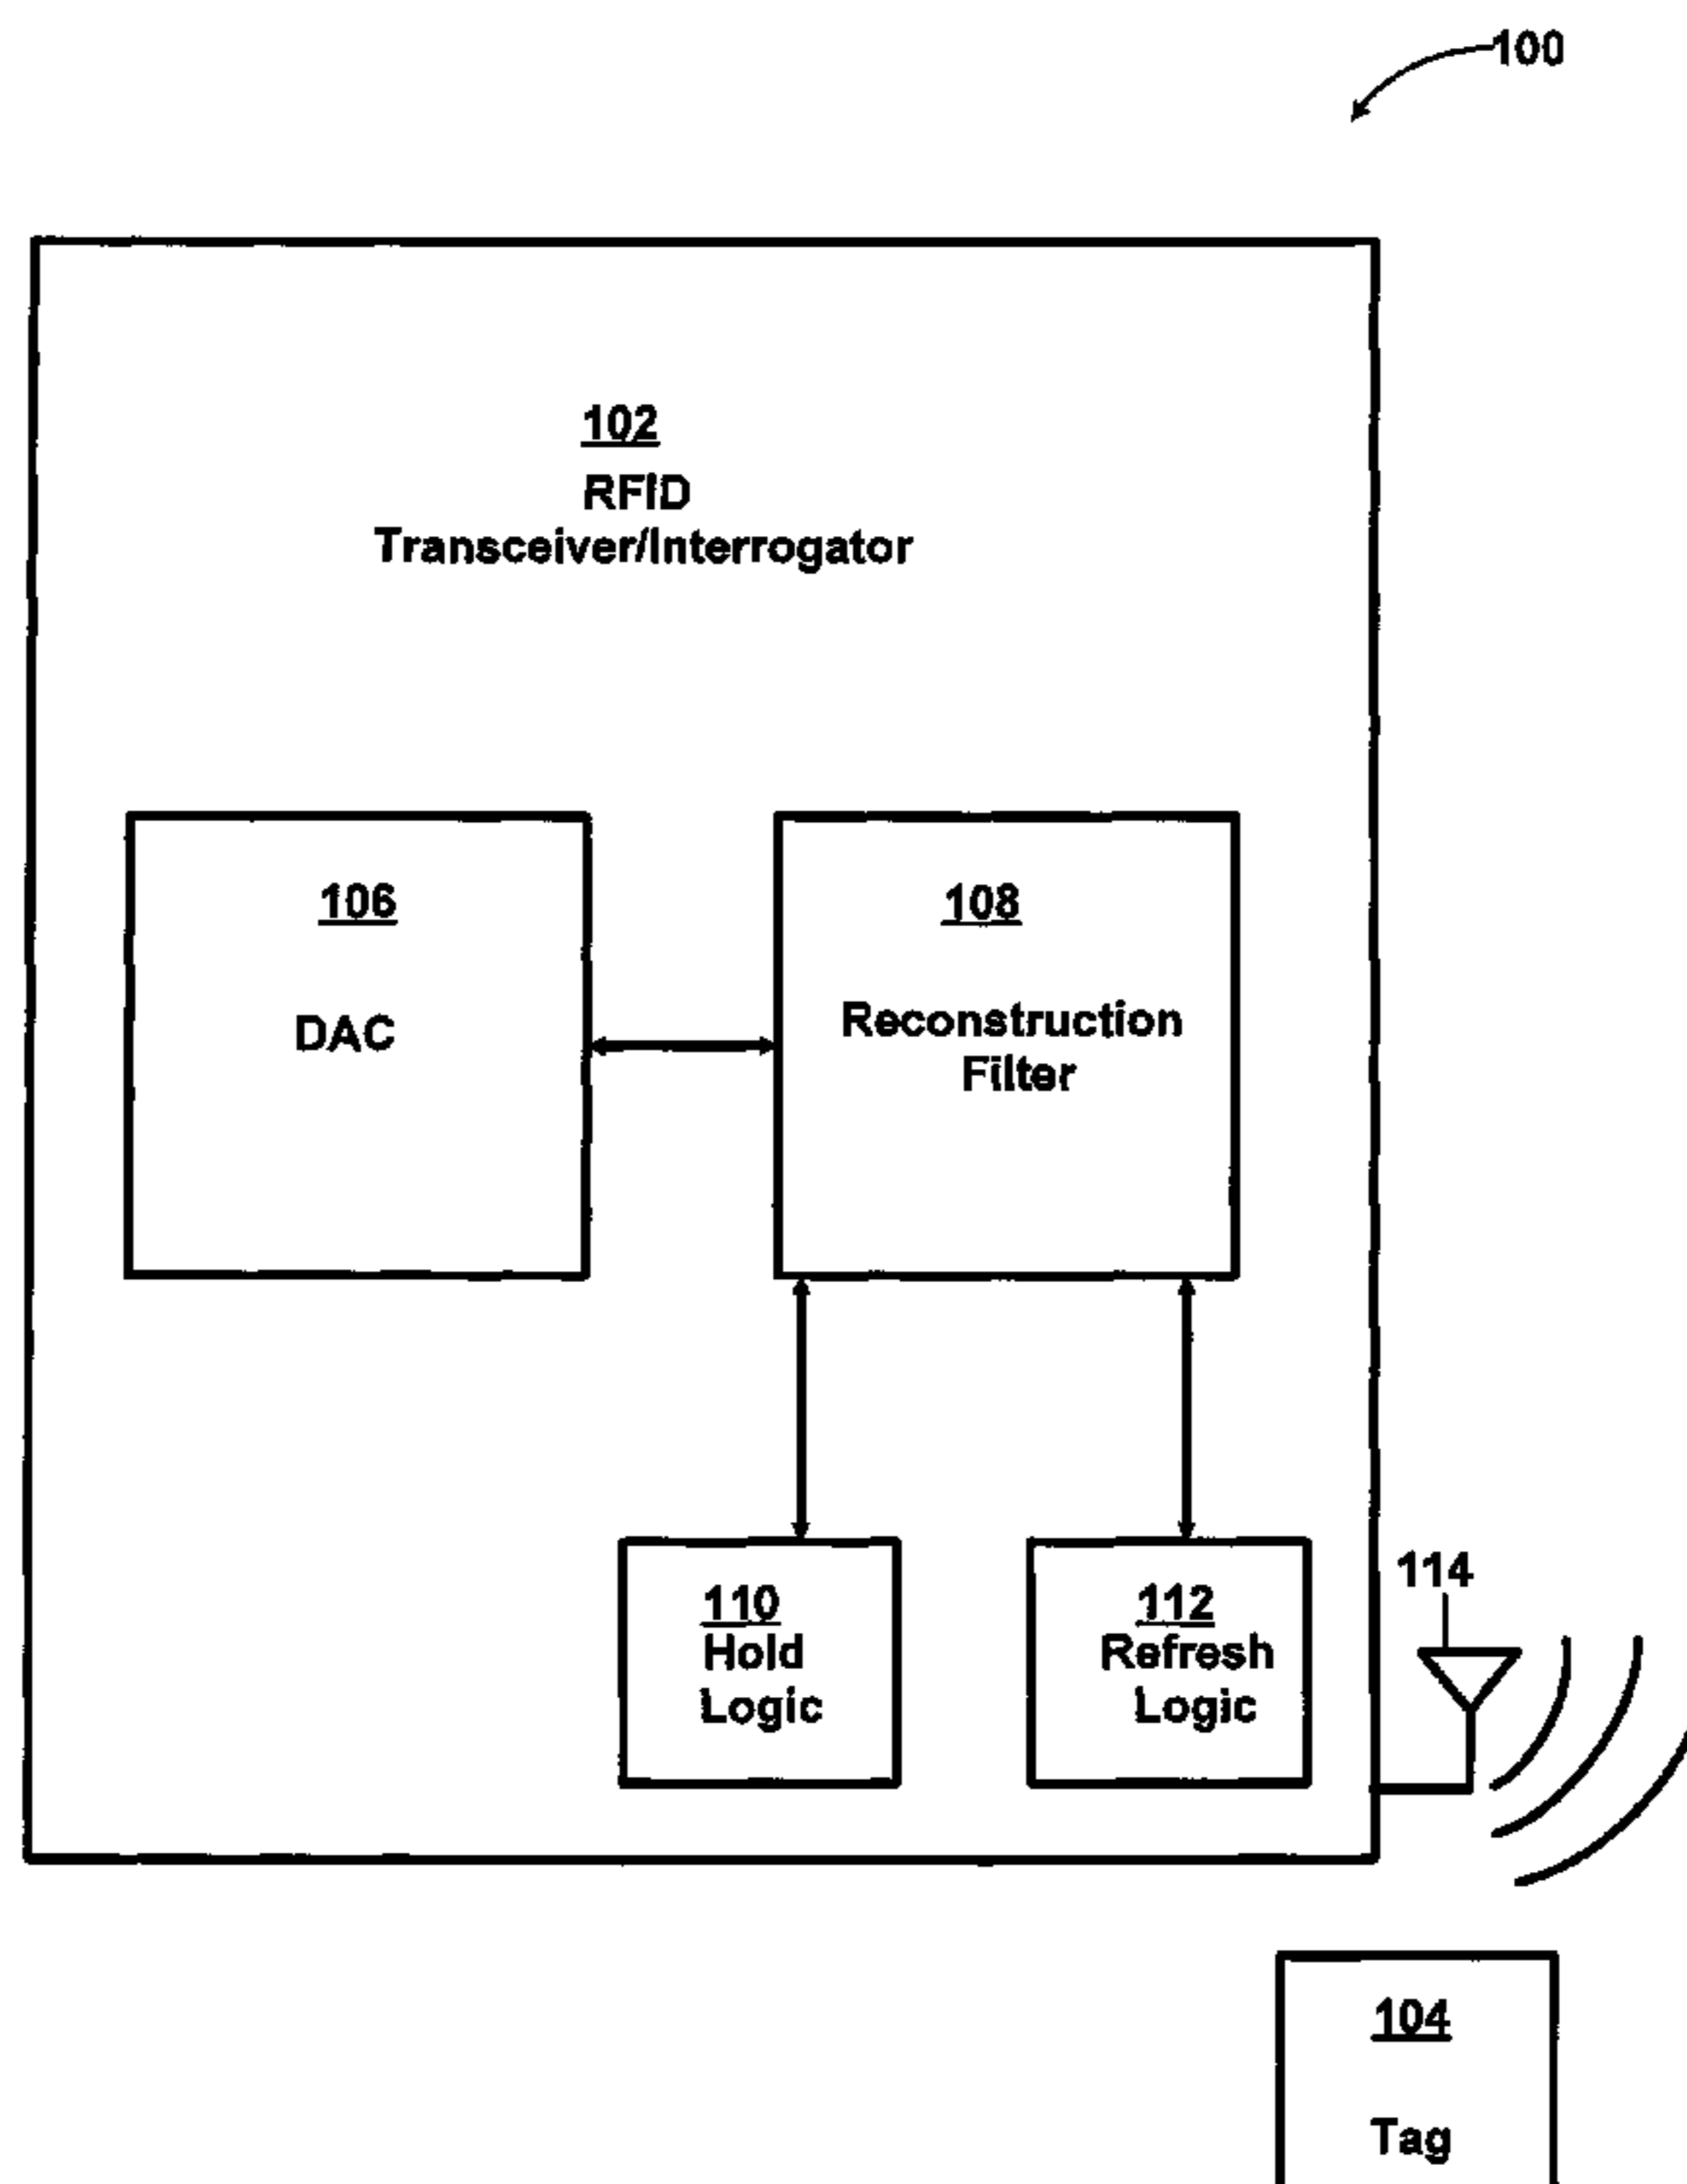 100
102
RFID
Transceiver/Interrogator
106
DAC
108
Reconstruction
Filter
110
Hold
Logic
112
Refresh
Logic
114
104
Tag